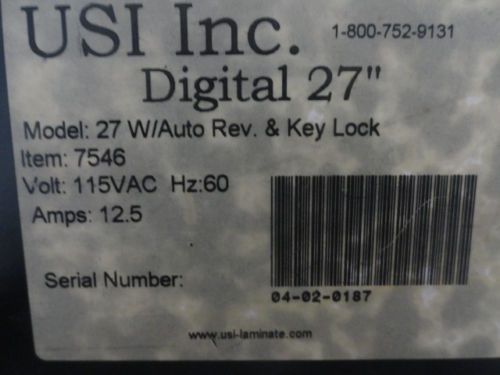 USI Inc. 1-800-752-9131
Digital 27"
Model: 27 W/Auto Rev. & Key Lock
Item: 7546
Volt: 115VAC Hz:60
Amps: 12.5
Serial Number:
04-02-0187
www.usi-laminate.com